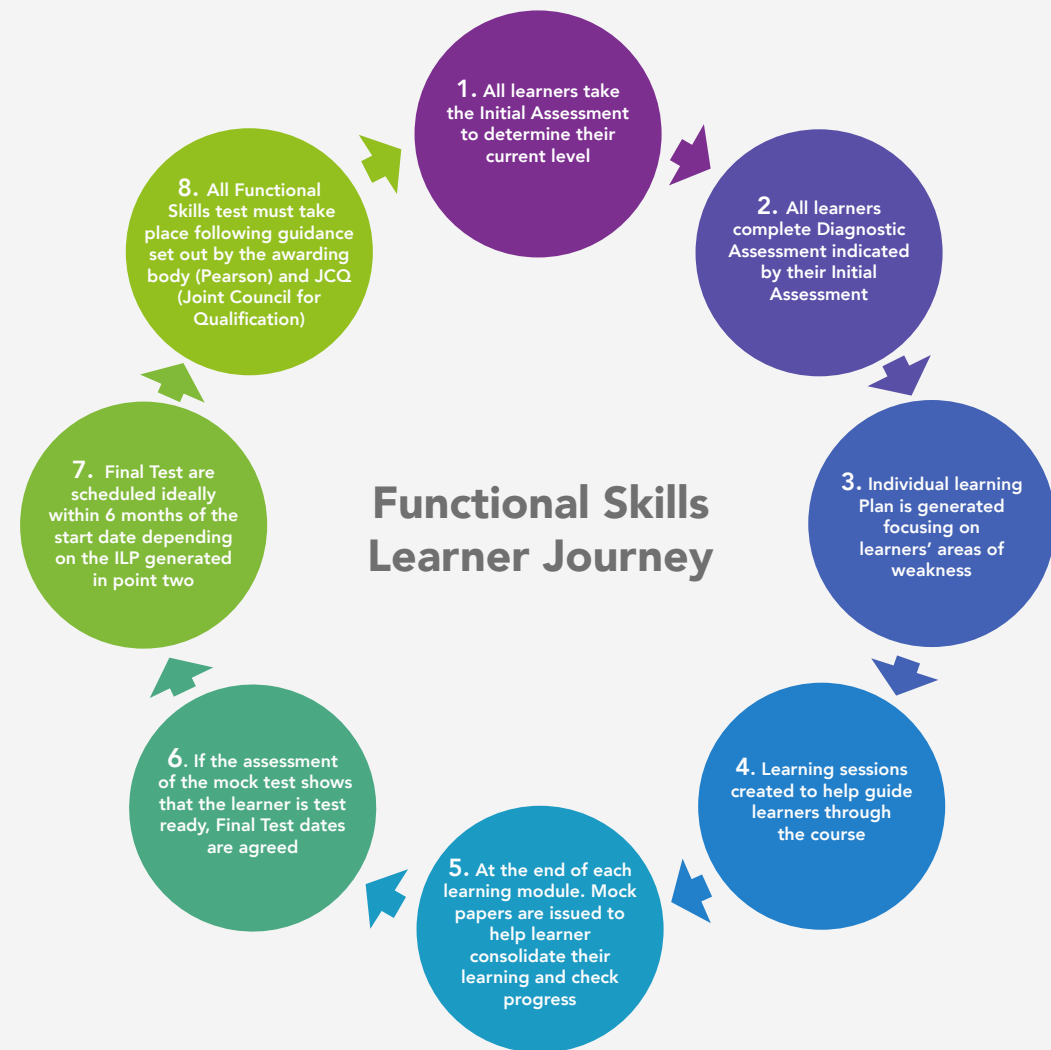 1. All learners take
the Initial Assessment
to determine their
current level
2. All learners
complete Diagnostic
Assessment indicated
by their Initial
Assessment
3. Individual learning
Plan is generated
focusing on
learners’ areas of
weakness
4. Learning sessions
created to help guide
learners through
the course
5. At the end of each
learning module. Mock
papers are issued to
help learner
consolidate their
learning and check
progress
6. If the assessment
of the mock test shows
that the learner is test
ready, Final Test dates
are agreed
7. Final Test are
scheduled ideally
within 6 months of the
start date depending
on the ILP generated
in point two
8. All Functional
Skills test must take
place following guidance
set out by the awarding
body (Pearson) and JCQ
(Joint Council for
Qualification)
Functional Skills
Learner Journey